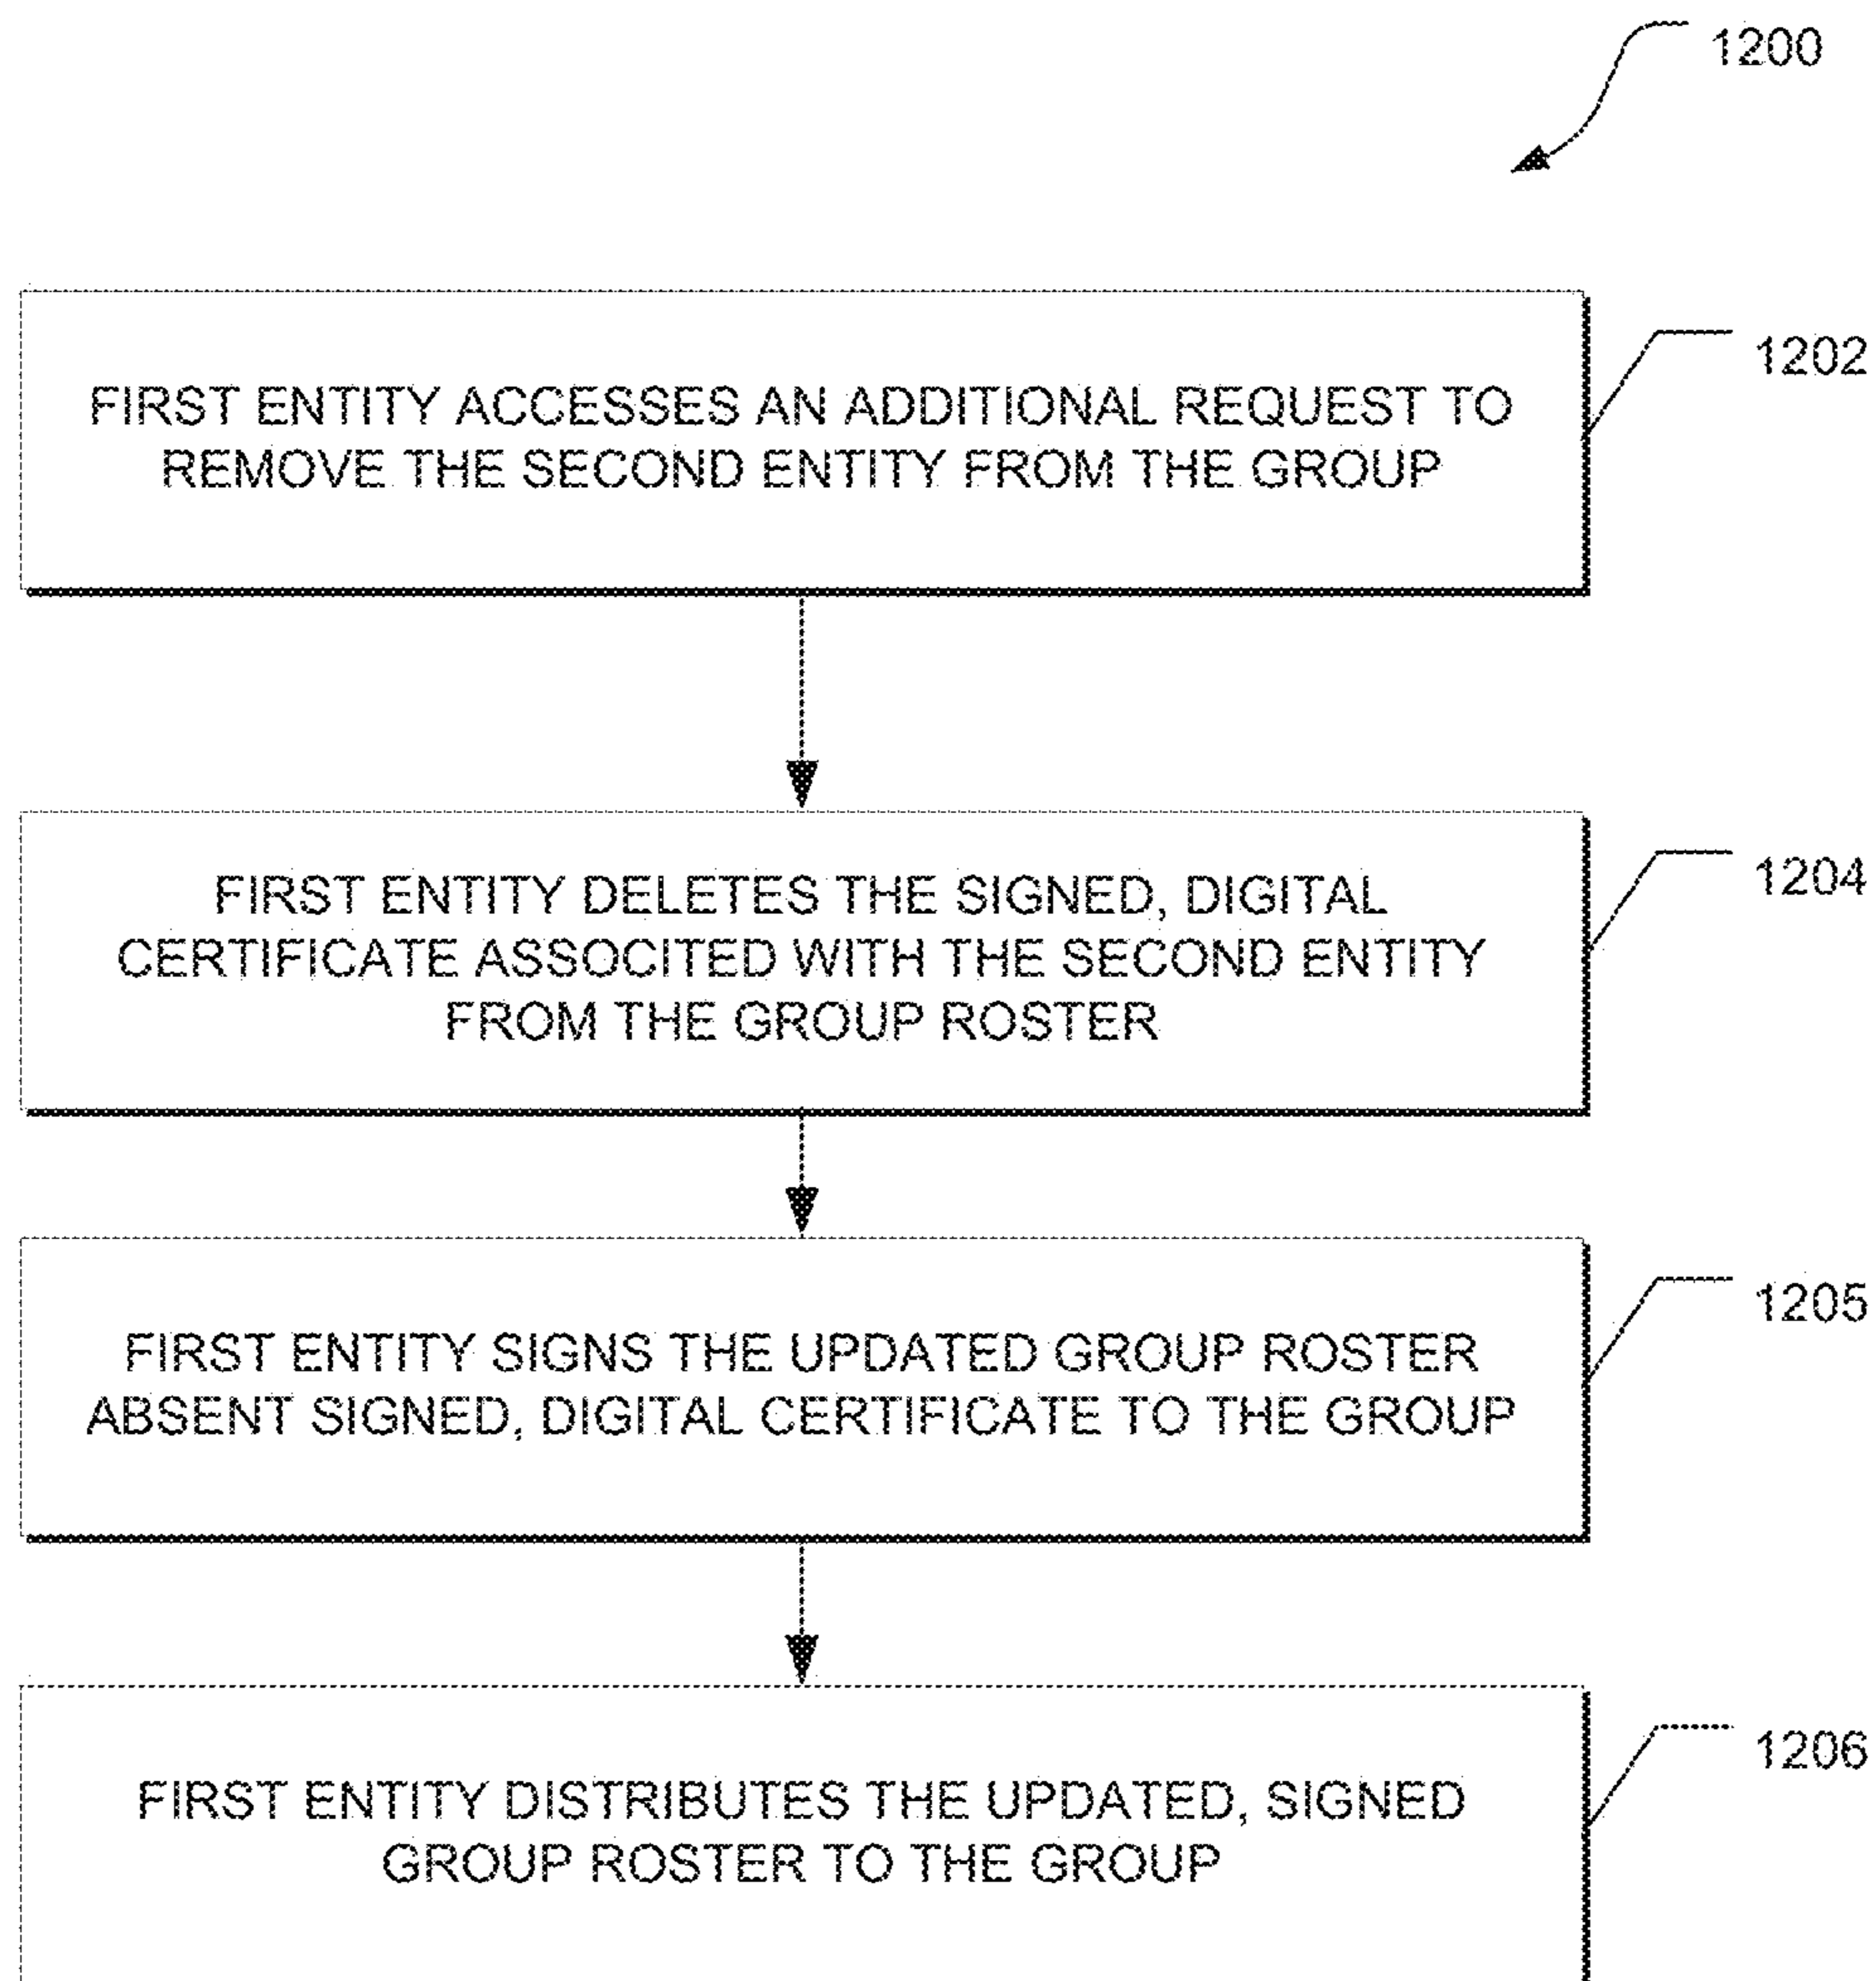 1200
FIRST ENTITY ACCESSES AN ADDITIONAL REQUEST TO
REMOVE THE SECOND ENTITY FROM THE GROUP
1202
FIRST ENTITY DELETES THE SIGNED, DIGITAL
CERTIFICATE ASSOCITED WITH THE SECOND ENTITY
FROM THE GROUP ROSTER
1204
FIRST ENTITY SIGNS THE UPDATED GROUP ROSTER
ABSENT SIGNED, DIGITAL CERTIFICATE TO THE GROUP
1205
FIRST ENTITY DISTRIBUTES THE UPDATED, SIGNED
GROUP ROSTER TO THE GROUP
1206